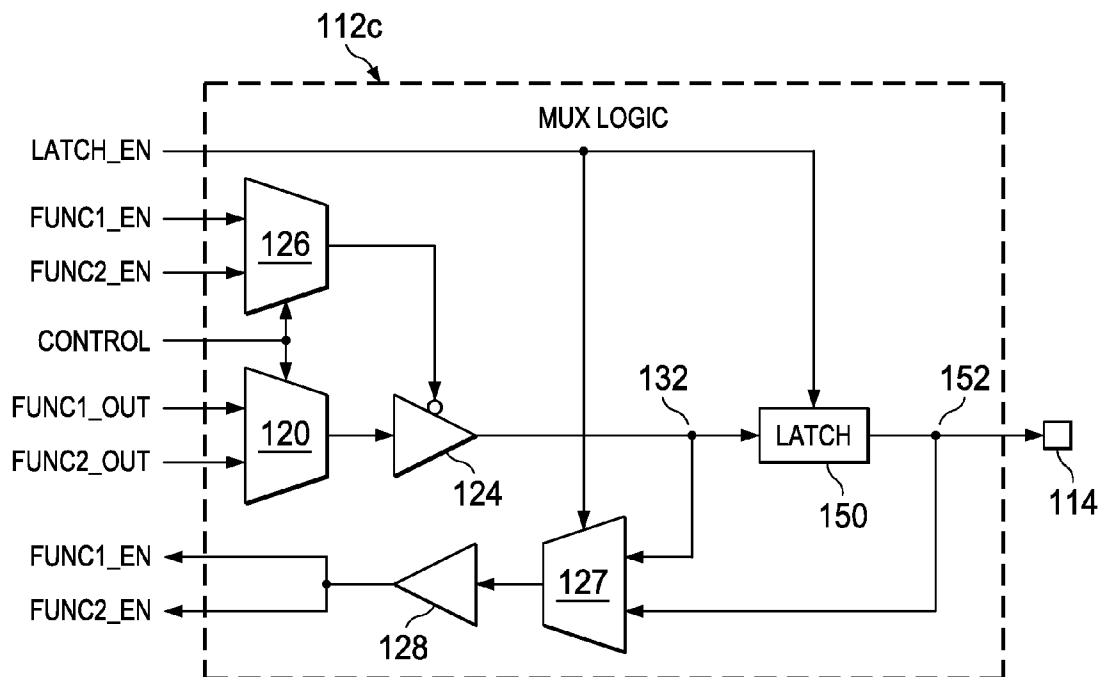 112c
MUX LOGIC
LATCH_EN
FUNC1_EN
126
FUNC2_EN
CONTROL
132
152
FUNC1_OUT
120
LATCH
FUNC2_OUT
124
150
114
FUNC1_EN
127
FUNC2_EN
128